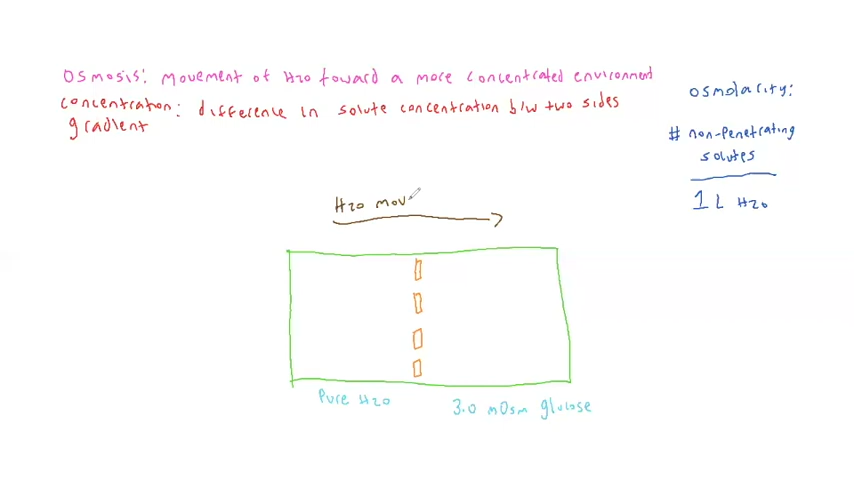 Osmosis: Movement of H2O toward a more concentrated environment
concentration: difference in solute concentration b/w two sides
gradient
osmolarity:
# non-penetrating
solutes
1 L H2O
H2O mov
Pure H2O
3.0 mOsm glucose